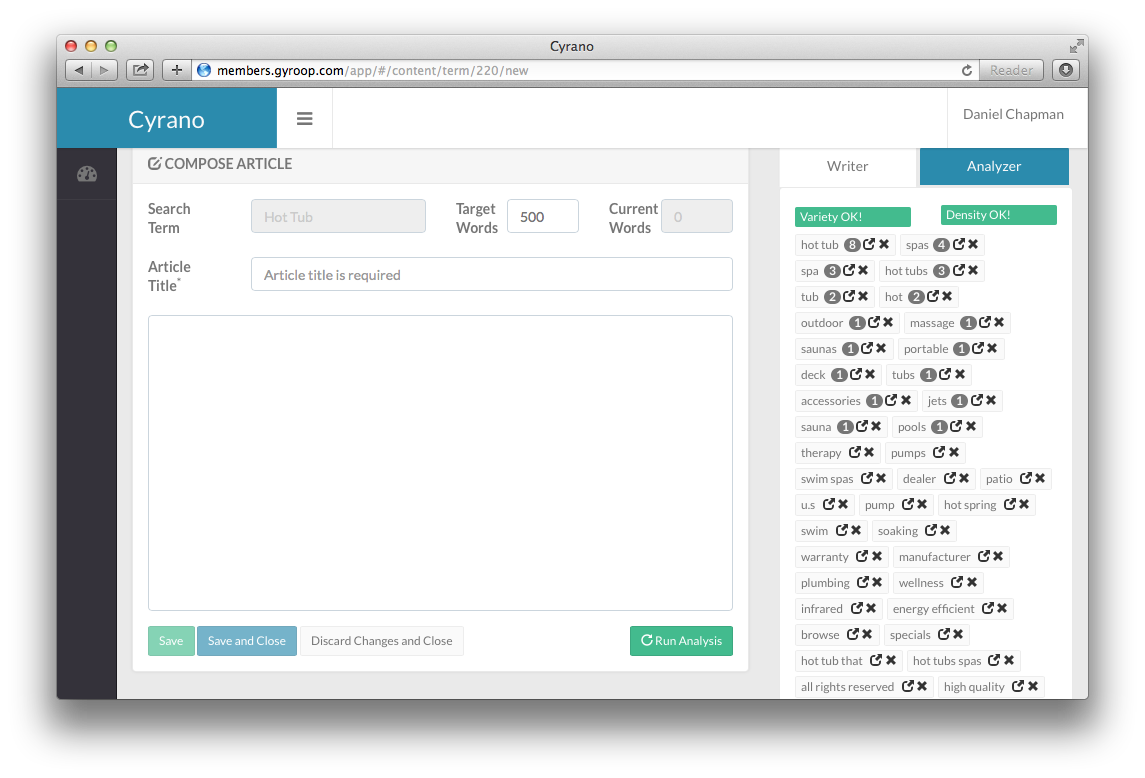 Cyrano
members.gyroop.com/app/#/content/term/220/new
Reader
Cyrano
Daniel Chapman
COMPOSE ARTICLE
Search Term
Hot Tub
Target Words
500
Current Words
0
Article Title*
Article title is required
Save
Save and Close
Discard Changes and Close
Run Analysis
Writer
Analyzer
Variety OK!
Density OK!
hot tub 8 spas 4
spa 3 hot tubs 3
tub 2 hot 2
outdoor 1 massage 1
saunas 1 portable 1
deck 1 tubs 1
accessories 1 jets 1
sauna 1 pools 1
therapy pumps
swim spas dealer patio
u.s pump hot spring
swim soaking
warranty manufacturer
plumbing wellness
infrared energy efficient
browse specials
hot tub that hot tubs spas
all rights reserved high quality